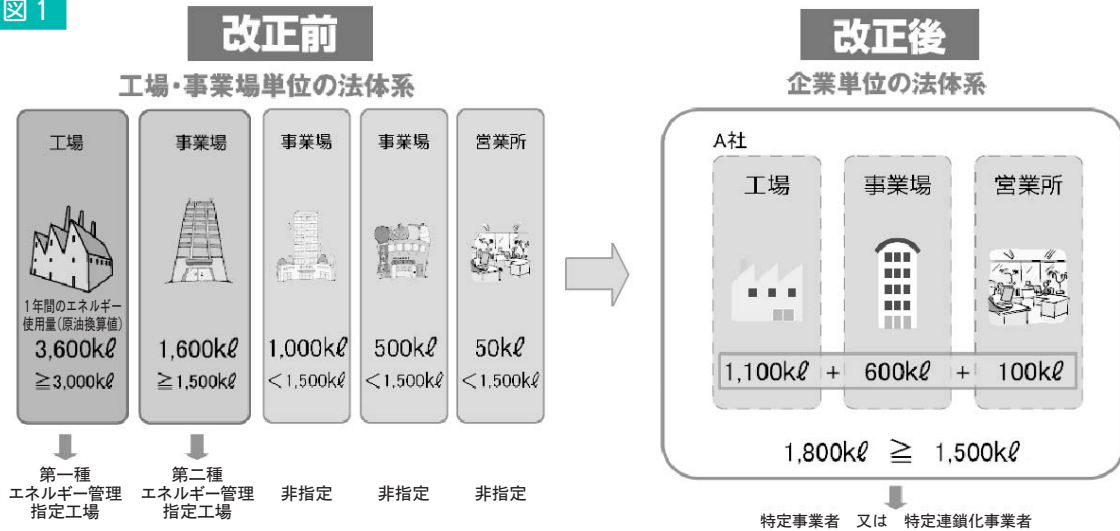 図 1
改正前
工場・事業場単位の法体系
工場
1年間のエネルギー
使用量(原油換算値)
3,600kℓ
≧3,000kℓ
第一種
エネルギー管理
指定工場
事業場
1,600kℓ
≧1,500kℓ
第二種
エネルギー管理
指定工場
事業場
1,000kℓ
<1,500kℓ
非指定
事業場
500kℓ
<1,500kℓ
非指定
営業所
50kℓ
<1,500kℓ
非指定
改正後
企業単位の法体系
A社
工場 事業場 営業所
1,100kℓ + 600kℓ + 100kℓ
1,800kℓ ≧ 1,500kℓ
特定事業者 又は 特定連鎖化事業者